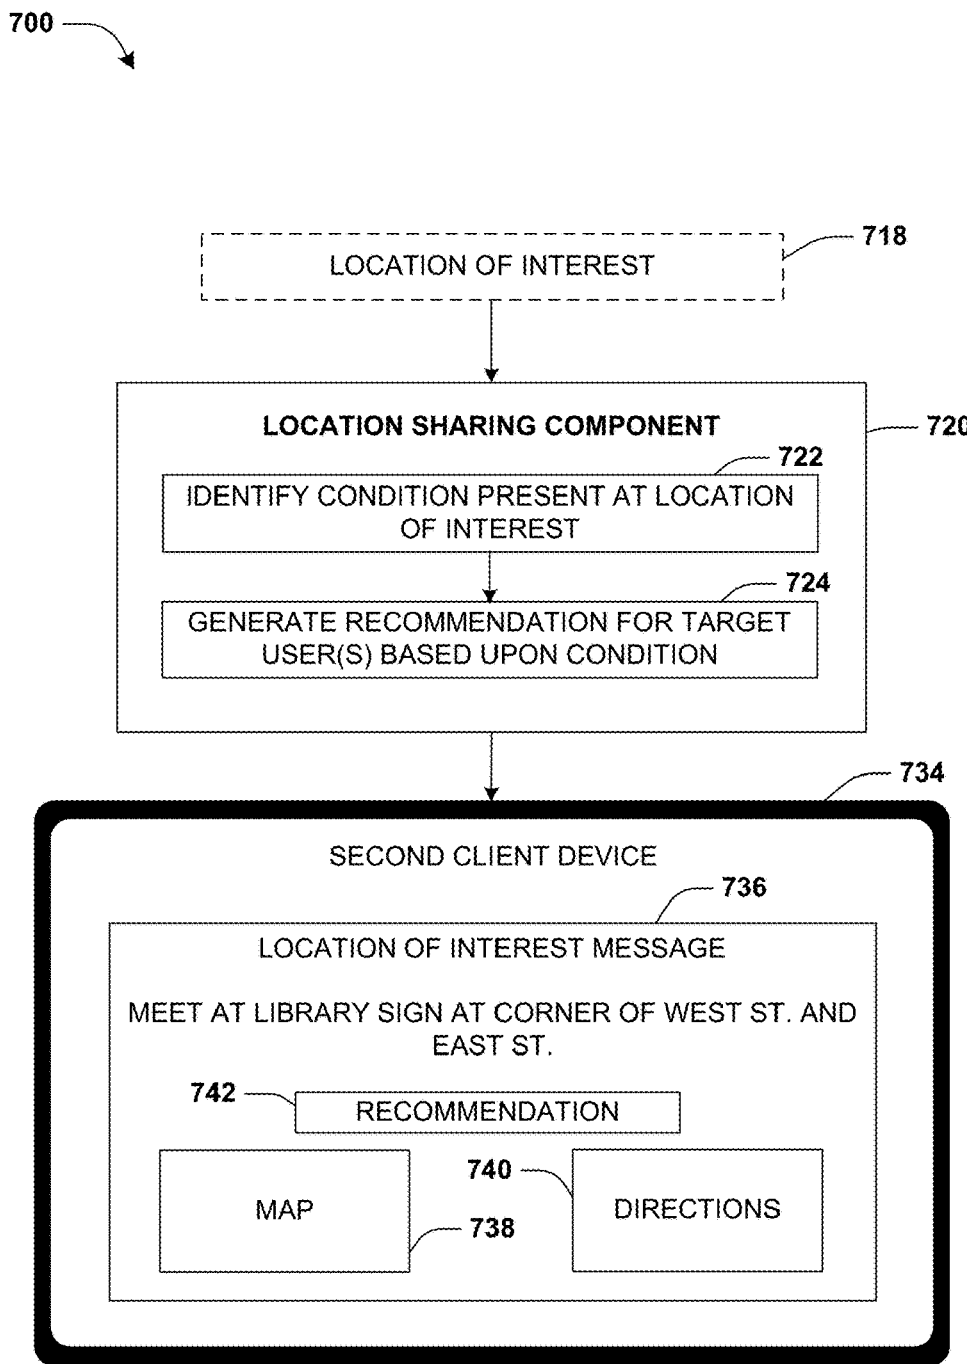 700
718
LOCATION OF INTEREST
LOCATION SHARING COMPONENT
720
722
IDENTIFY CONDITION PRESENT AT LOCATION
OF INTEREST
724
GENERATE RECOMMENDATION FOR TARGET
USER(S) BASED UPON CONDITION
734
SECOND CLIENT DEVICE
736
LOCATION OF INTEREST MESSAGE
MEET AT LIBRARY SIGN AT CORNER OF WEST ST. AND
EAST ST.
742
RECOMMENDATION
MAP
738
740
DIRECTIONS